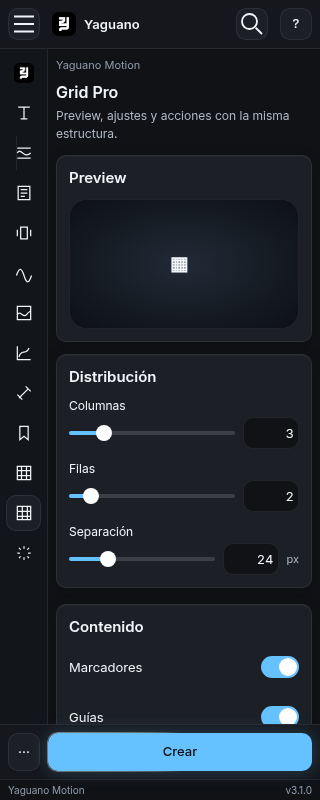 Yaguano
?
Yaguano Motion
Grid Pro
Preview, ajustes y acciones con la misma
estructura.
Preview
Distribución
Columnas
3
Filas
2
Separación
24 px
Contenido
Marcadores
Guías
...
Crear
Yaguano Motion
v3.1.0